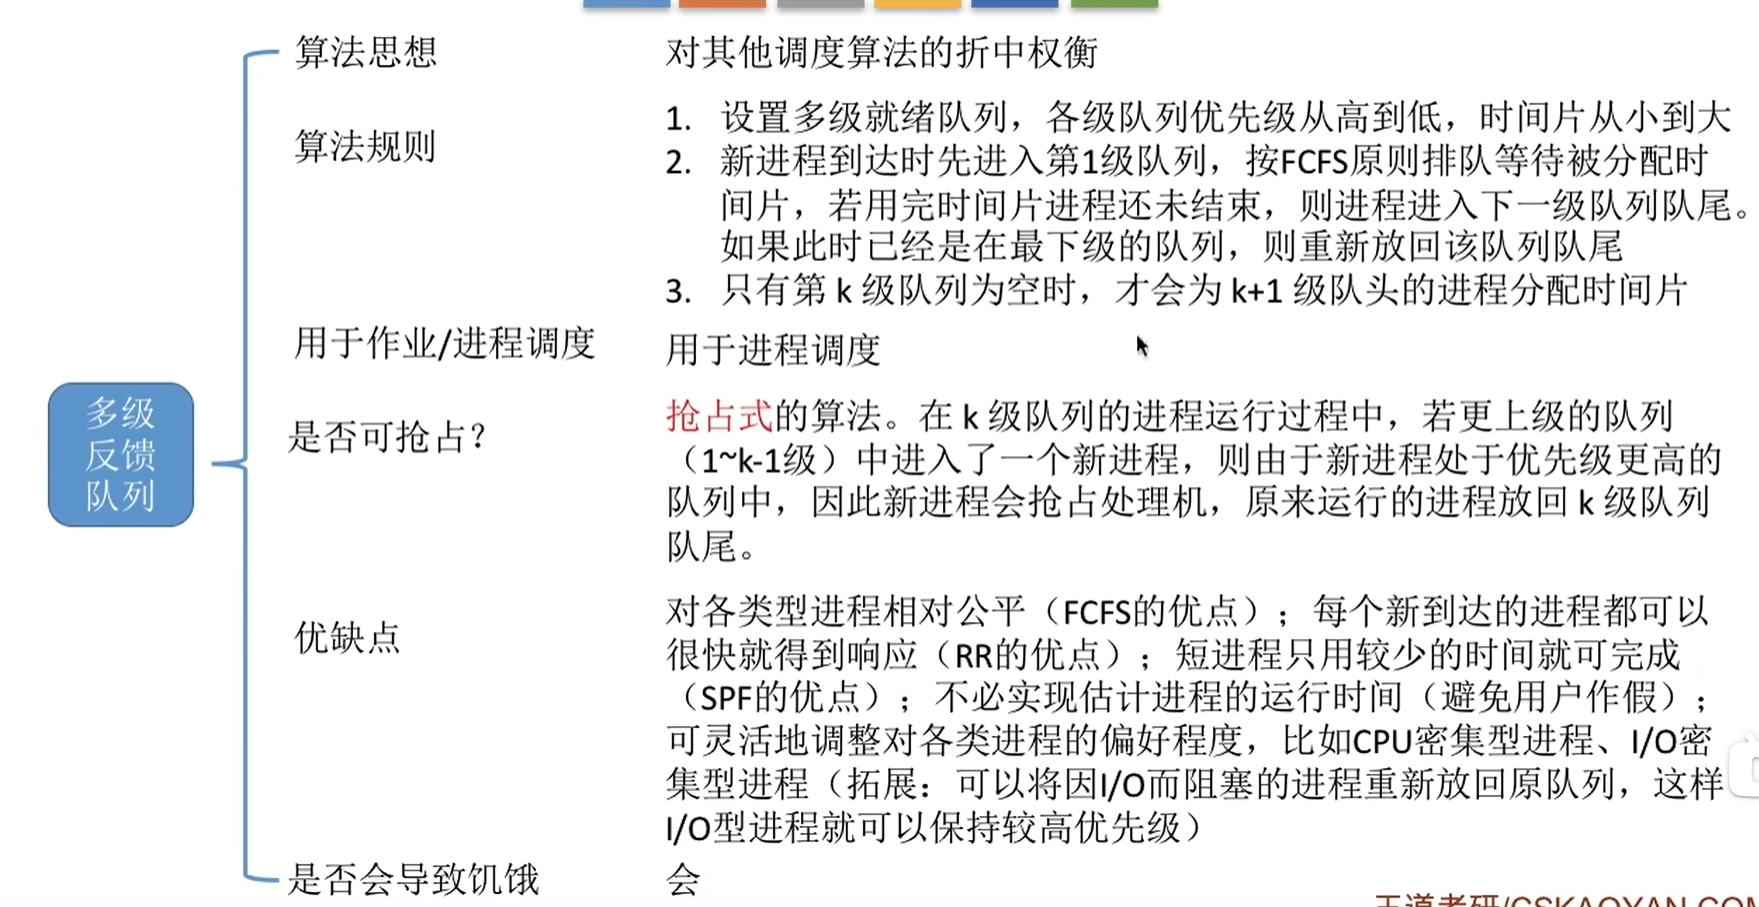 算法思想
对其他调度算法的折中权衡
算法规则
1. 设置多级就绪队列，各级队列优先级从高到低，时间片从小到大
2. 新进程到达时先进入第1级队列，按FCFS原则排队等待被分配时
间片，若用完时间片进程还未结束，则进程进入下一级队列队尾。
如果此时已经是在最下级的队列，则重新放回该队列队尾
3. 只有第 k 级队列为空时，才会为 k+1 级队头的进程分配时间片
用于作业/进程调度
用于进程调度
多级
反馈
队列
是否可抢占？
抢占式的算法。在 k 级队列的进程运行过程中，若更上级的队列
（1~k-1级）中进入了一个新进程，则由于新进程处于优先级更高的
队列中，因此新进程会抢占处理机，原来运行的进程放回 k 级队列
队尾。
优缺点
对各类型进程相对公平（FCFS的优点）；每个新到达的进程都可以
很快就得到响应（RR的优点）；短进程只用较少的时间就可完成
（SPF的优点）；不必实现估计进程的运行时间（避免用户作假）；
可灵活地调整对各类进程的偏好程度，比如CPU密集型进程、I/O密
集型进程（拓展：可以将因I/O而阻塞的进程重新放回原队列，这样
I/O型进程就可以保持较高优先级）
是否会导致饥饿
会
王道考研/CSKAOYAN.COM